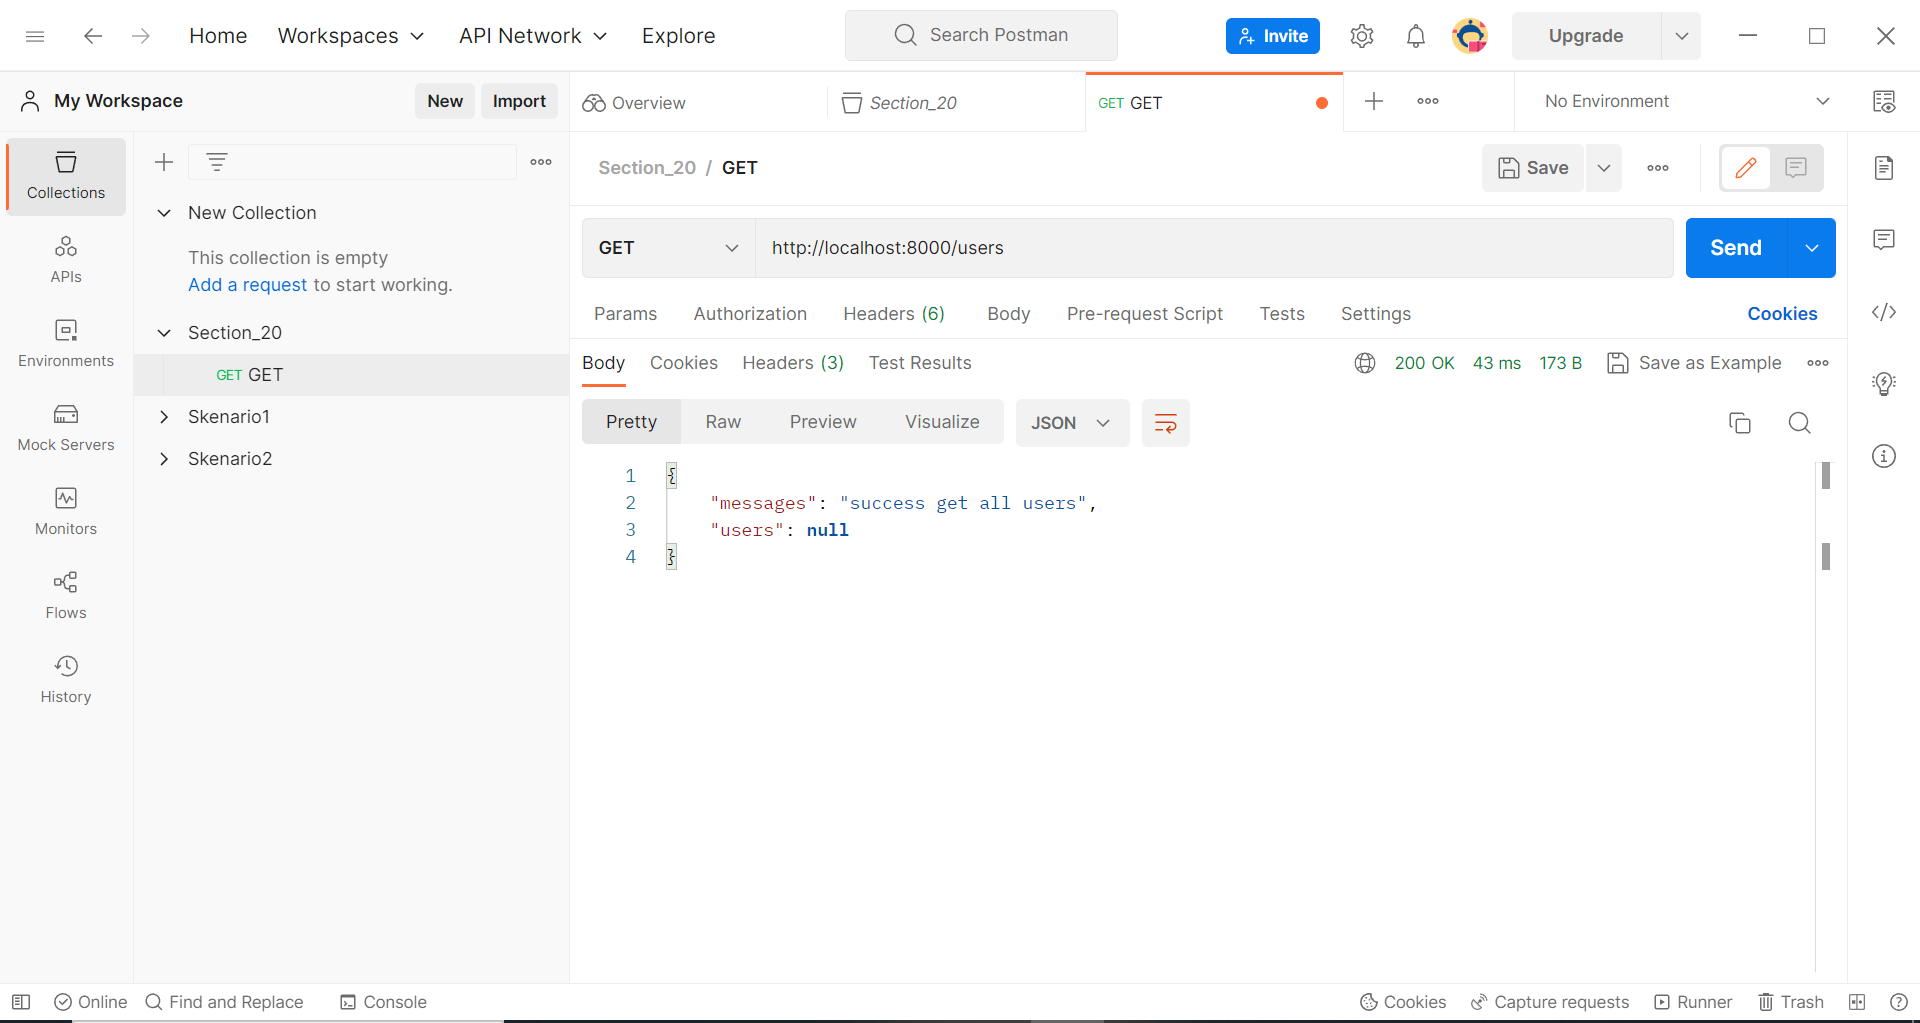 Home Workspaces API Network Explore Search Postman Invite Upgrade
My Workspace New Import Overview Section_20 GET GET No Environment
Collections
APIs
Environments
Mock Servers
Monitors
Flows
History
New Collection
This collection is empty
Add a request to start working.
Section_20
GET GET
Skenario1
Skenario2
Section_20 / GET Save
GET http://localhost:8000/users Send
Params Authorization Headers (6) Body Pre-request Script Tests Settings Cookies
Body Cookies Headers (3) Test Results 200 OK 43 ms 173 B Save as Example
Pretty Raw Preview Visualize JSON
1 {
2 "messages": "success get all users",
3 "users": null
4 }
Online Find and Replace Console Cookies Capture requests Runner Trash